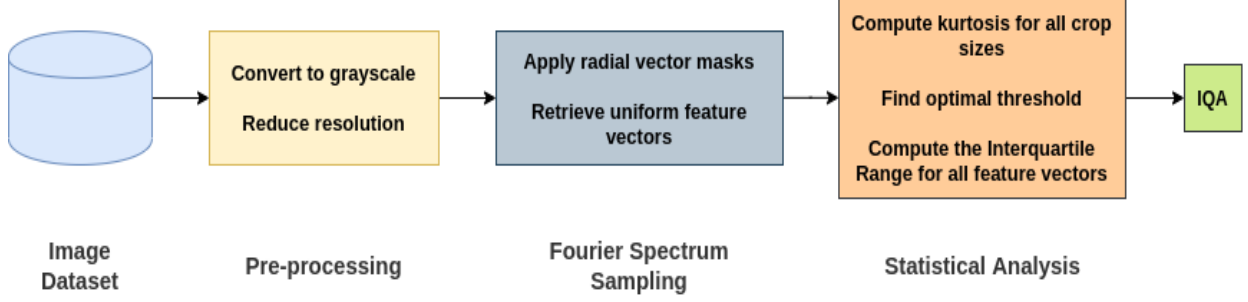 Convert to grayscale
Reduce resolution
Apply radial vector masks
Retrieve uniform feature
vectors
Compute kurtosis for all crop
sizes
Find optimal threshold
Compute the Interquartile
Range for all feature vectors
IQA
Image
Dataset
Pre-processing
Fourier Spectrum
Sampling
Statistical Analysis